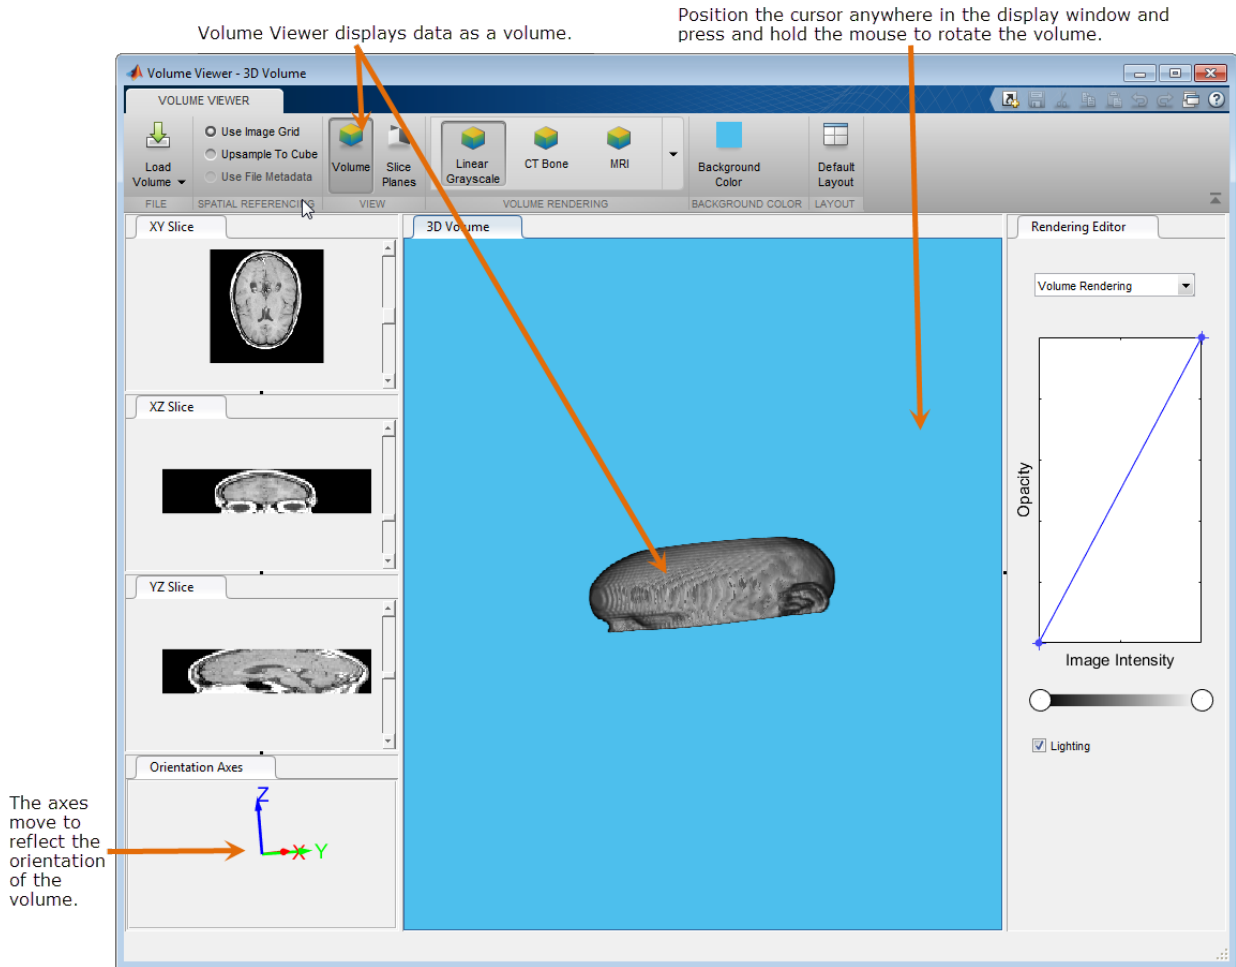 Volume Viewer displays data as a volume.
Position the cursor anywhere in the display window and
press and hold the mouse to rotate the volume.
Volume Viewer - 3D Volume
VOLUME VIEWER
Load
Volume
Use Image Grid
Upsample To Cube
Use File Metadata
Volume
Slice
Planes
Linear
Grayscale
CT Bone
MRI
Background
Color
Default
Layout
FILE
SPATIAL REFERENCING
VIEW
VOLUME RENDERING
BACKGROUND COLOR
LAYOUT
XY Slice
3D Volume
Rendering Editor
Volume Rendering
XZ Slice
Opacity
YZ Slice
Image Intensity
Lighting
Orientation Axes
Z
X
Y
The axes
move to
reflect the
orientation
of the
volume.